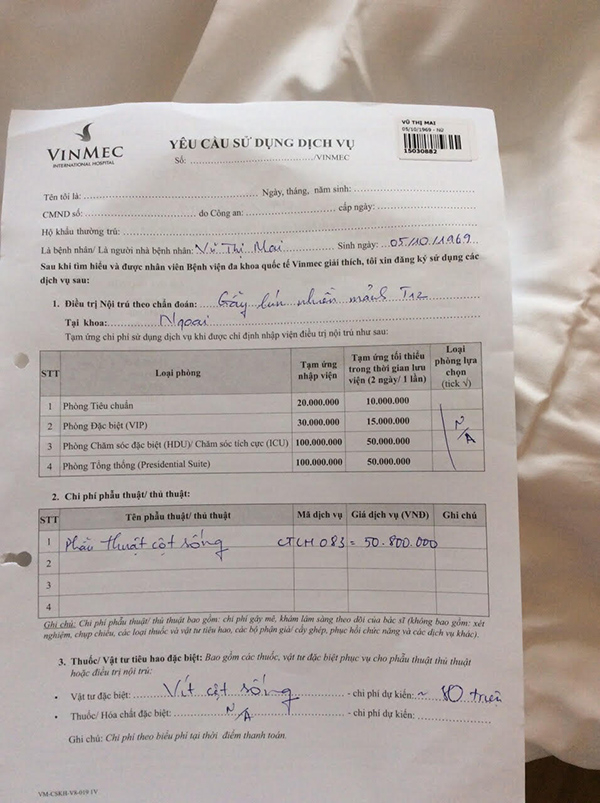 VINMEC
INTERNATIONAL HOSPITAL
YÊU CẦU SỬ DỤNG DỊCH VỤ
Số: ................................/VINMEC
VŨ THỊ MAI
05/10/1969 - NỮ
15030882
Tên tôi là: ................................ Ngày, tháng, năm sinh: ................................
CMND số: ................................ do Công an: ................................ cấp ngày: ................................
Hộ khẩu thường trú: ................................
Là bệnh nhân/ Là người nhà bệnh nhân: Vũ Thị Mai Sinh ngày: 05/10/1969
Sau khi tìm hiểu và được nhân viên Bệnh viện đa khoa quốc tế Vinmec giải thích, tôi xin đăng ký sử dụng các
dịch vụ sau:
1. Điều trị Nội trú theo chẩn đoán: Gãy lún nhiều mảnh T12
Tại khoa: Ngoại
Tạm ứng chi phí sử dụng dịch vụ khi được chỉ định nhập viện điều trị nội trú như sau:
STT Loại phòng Tạm ứng nhập viện Tạm ứng tối thiểu trong thời gian lưu viện (2 ngày/ 1 lần) Loại phòng lựa chọn (tick √)
1 Phòng Tiêu chuẩn 20.000.000 10.000.000
2 Phòng Đặc biệt (VIP) 30.000.000 15.000.000 N/A
3 Phòng Chăm sóc đặc biệt (HDU)/ Chăm sóc tích cực (ICU) 100.000.000 50.000.000
4 Phòng Tổng thống (Presidential Suite) 100.000.000 50.000.000
2. Chi phí phẫu thuật/ thủ thuật:
STT Tên phẫu thuật/ thủ thuật Mã dịch vụ Giá dịch vụ (VNĐ) Ghi chú
1 Phẫu thuật cột sống CTCH083 = 50.800.000
2
3
4
Ghi chú: Chi phí phẫu thuật/ thủ thuật bao gồm: chi phí gây mê, khám lâm sàng theo dõi của bác sĩ (không bao gồm: xét
nghiệm, chụp chiếu, các loại thuốc và vật tư tiêu hao, các bộ phận giả/ cấy ghép, phục hồi chức năng và các dịch vụ khác).
3. Thuốc/ Vật tư tiêu hao đặc biệt: Bao gồm các thuốc, vật tư đặc biệt phục vụ cho phẫu thuật thủ thuật
hoặc điều trị nội trú:
• Vật tư đặc biệt: Vít cột sống - chi phí dự kiến: ~ 80 triệu
• Thuốc/ Hóa chất đặc biệt: N/A - chi phí dự kiến: ................................
Ghi chú: Chi phí theo biểu phí tại thời điểm thanh toán.
VM-CSKH-V8-019 1V